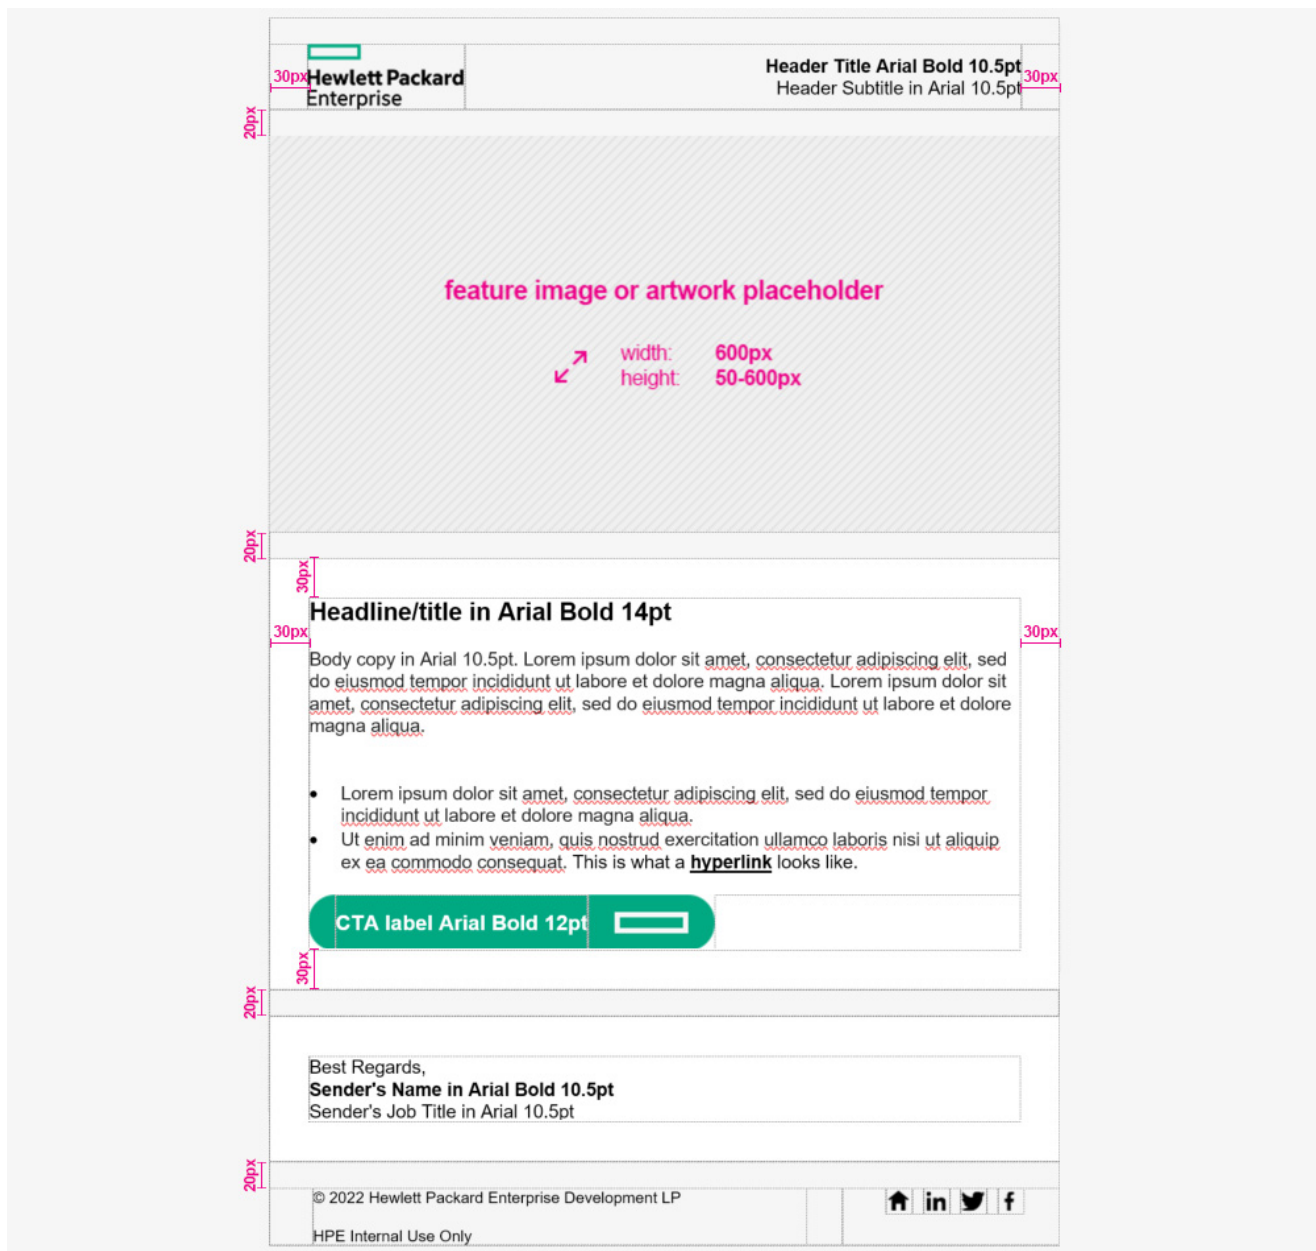 Hewlett Packard
Enterprise
Header Title Arial Bold 10.5pt
Header Subtitle in Arial 10.5pt
30px
30px
20px
feature image or artwork placeholder
width: 600px
height: 50-600px
20px
30px
Headline/title in Arial Bold 14pt
30px
30px
Body copy in Arial 10.5pt. Lorem ipsum dolor sit amet, consectetur adipiscing elit, sed
do eiusmod tempor incididunt ut labore et dolore magna aliqua. Lorem ipsum dolor sit
amet, consectetur adipiscing elit, sed do eiusmod tempor incididunt ut labore et dolore
magna aliqua.
• Lorem ipsum dolor sit amet, consectetur adipiscing elit, sed do eiusmod tempor
incididunt ut labore et dolore magna aliqua.
• Ut enim ad minim veniam, quis nostrud exercitation ullamco laboris nisi ut aliquip
ex ea commodo consequat. This is what a hyperlink looks like.
CTA label Arial Bold 12pt
30px
20px
Best Regards,
Sender's Name in Arial Bold 10.5pt
Sender's Job Title in Arial 10.5pt
20px
© 2022 Hewlett Packard Enterprise Development LP
in
f
HPE Internal Use Only